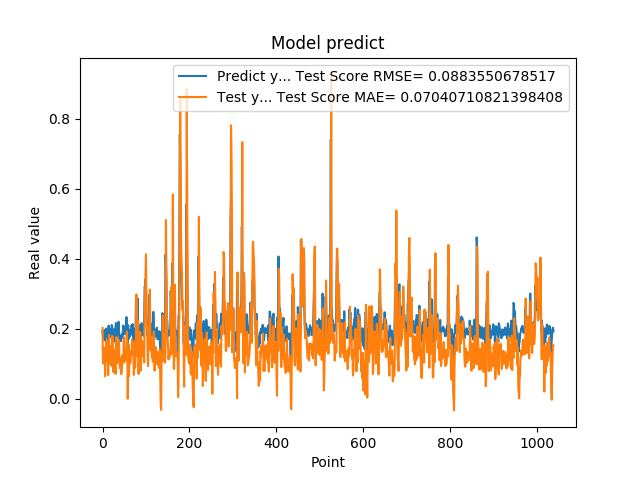 Model predict
Predict y... Test Score RMSE= 0.0883550678517
Test y... Test Score MAE= 0.07040710821398408
Real value
0.8
0.6
0.4
0.2
0.0
0 200 400 600 800 1000
Point